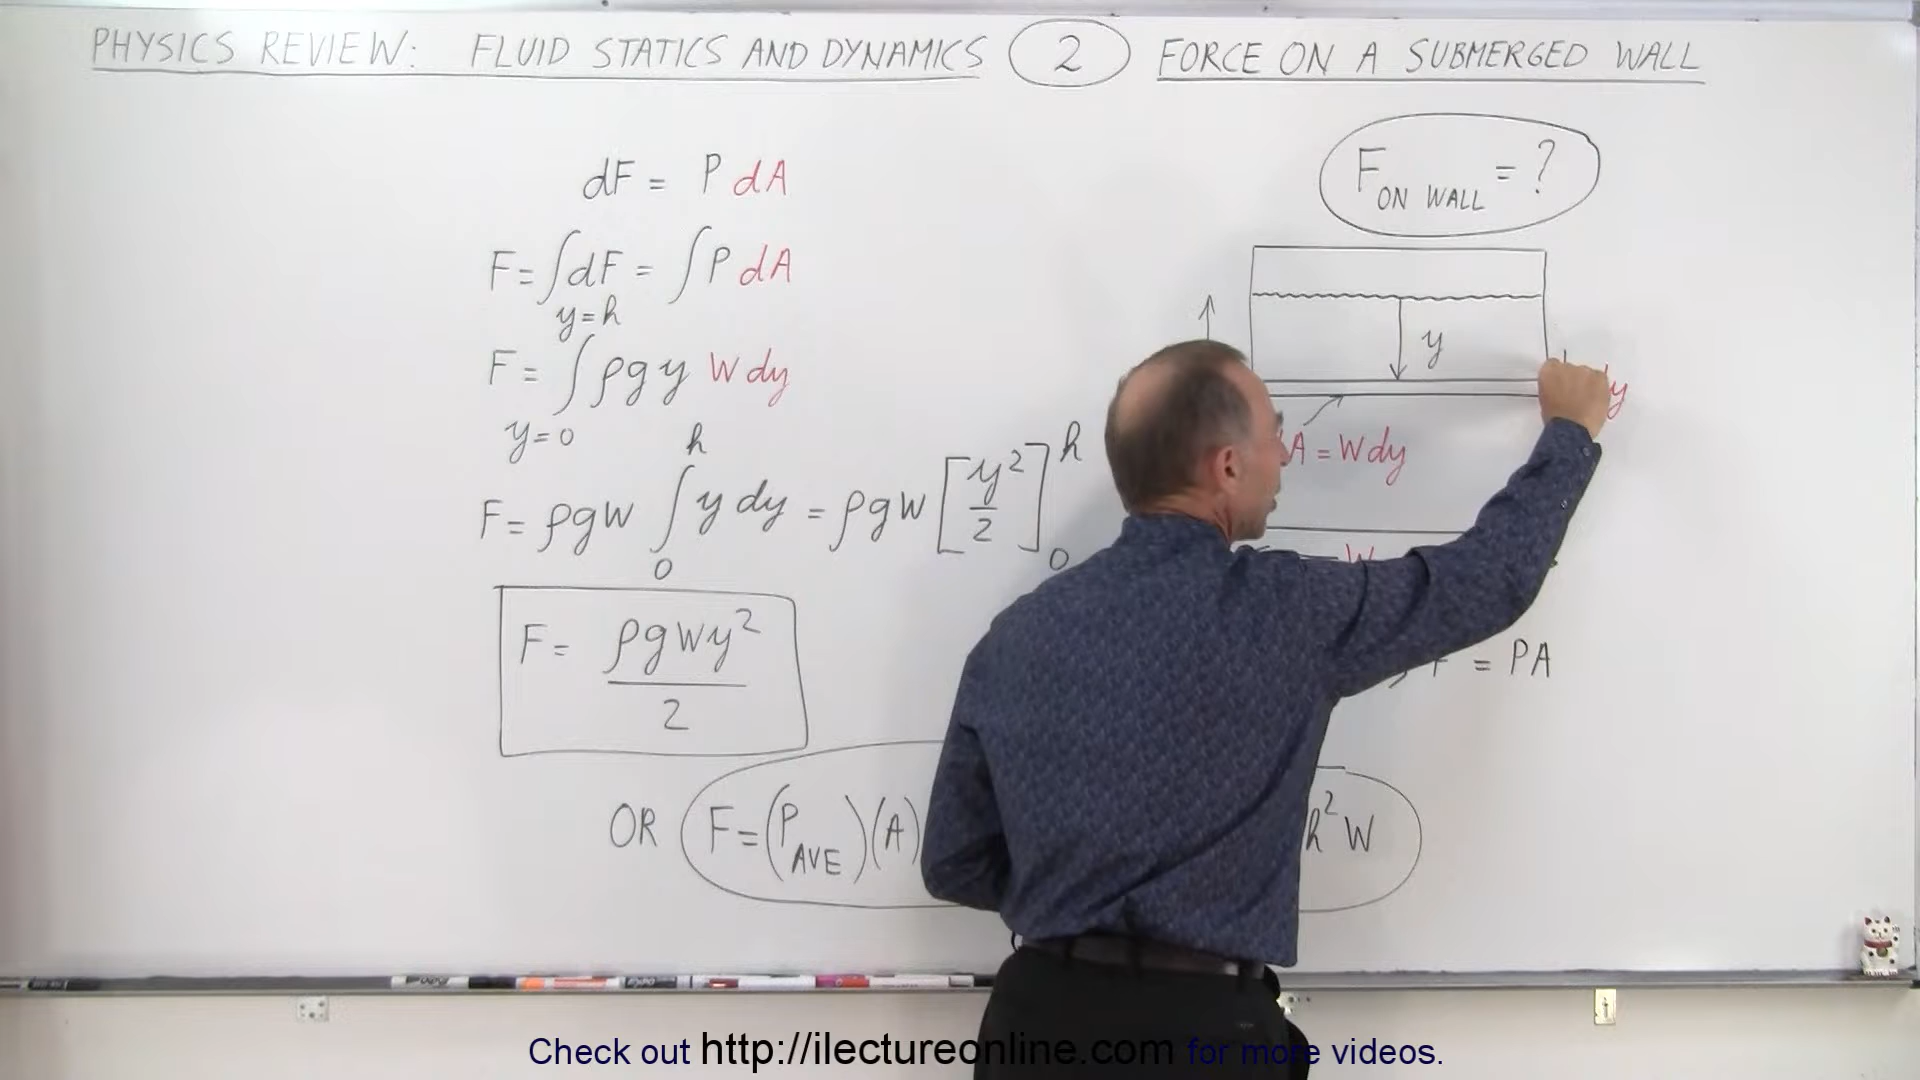 PHYSICS REVIEW: FLUID STATICS AND DYNAMICS 2 FORCE ON A SUBMERGED WALL
dF = P dA
F = ∫dF = ∫P dA
y=h
F = ∫ρgy W dy
y=0
h
F = ρgW ∫ y dy = ρgW [y²/2]
0
h
0
F = ρgWy²
2
OR F = (P AVE)(A)
h²W
F ON WALL = ?
y
y
A = Wdy
W
F = PA
Check out http://ilectureonline.com for more videos.